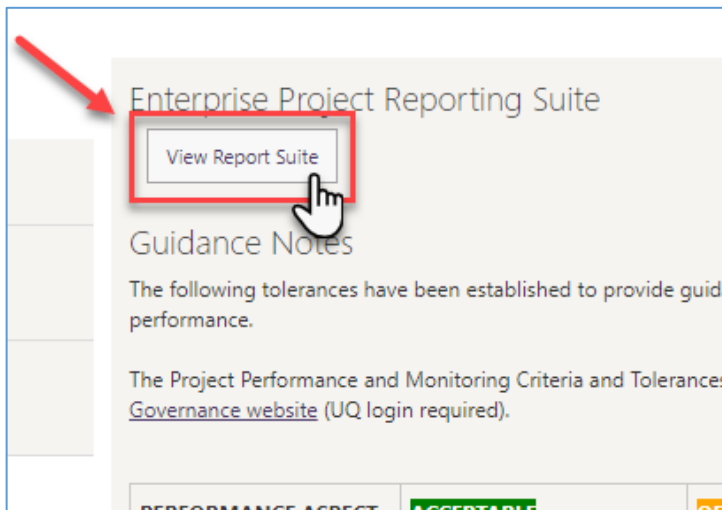 Enterprise Project Reporting Suite
View Report Suite
Guidance Notes
The following tolerances have been established to provide guid
performance.
The Project Performance and Monitoring Criteria and Tolerances
Governance website (UQ login required).
PERFORMANCE ASPECT ACCEPTABLE